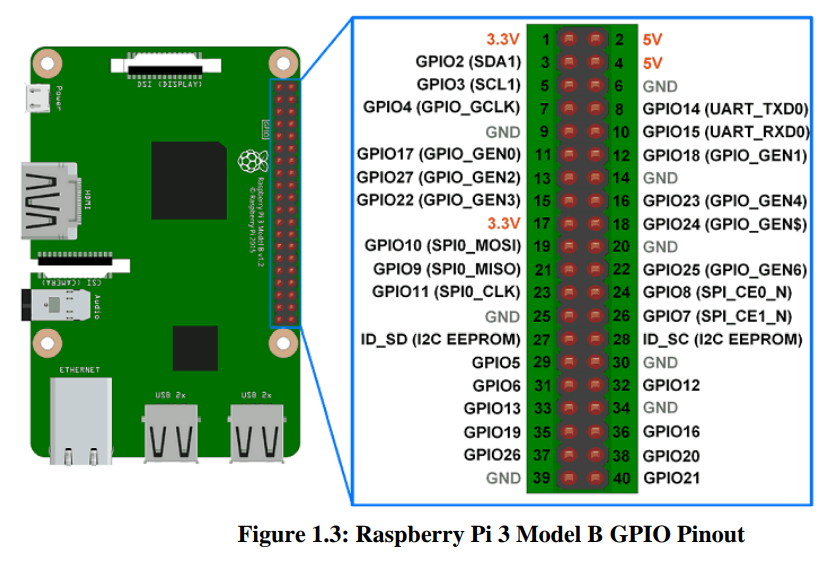 DSI (DISPLAY)
Power
HDMI
CSI (CAMERA)
Audio
ETHERNET
USB 2x
USB 2x
GPIO
Raspberry Pi 3 Model B v1.2
© Raspberry Pi 2015
3.3V 1 2 5V
GPIO2 (SDA1) 3 4 5V
GPIO3 (SCL1) 5 6 GND
GPIO4 (GPIO_GCLK) 7 8 GPIO14 (UART_TXD0)
GND 9 10 GPIO15 (UART_RXD0)
GPIO17 (GPIO_GEN0) 11 12 GPIO18 (GPIO_GEN1)
GPIO27 (GPIO_GEN2) 13 14 GND
GPIO22 (GPIO_GEN3) 15 16 GPIO23 (GPIO_GEN4)
3.3V 17 18 GPIO24 (GPIO_GEN$)
GPIO10 (SPI0_MOSI) 19 20 GND
GPIO9 (SPI0_MISO) 21 22 GPIO25 (GPIO_GEN6)
GPIO11 (SPI0_CLK) 23 24 GPIO8 (SPI_CE0_N)
GND 25 26 GPIO7 (SPI_CE1_N)
ID_SD (I2C EEPROM) 27 28 ID_SC (I2C EEPROM)
GPIO5 29 30 GND
GPIO6 31 32 GPIO12
GPIO13 33 34 GND
GPIO19 35 36 GPIO16
GPIO26 37 38 GPIO20
GND 39 40 GPIO21
Figure 1.3: Raspberry Pi 3 Model B GPIO Pinout